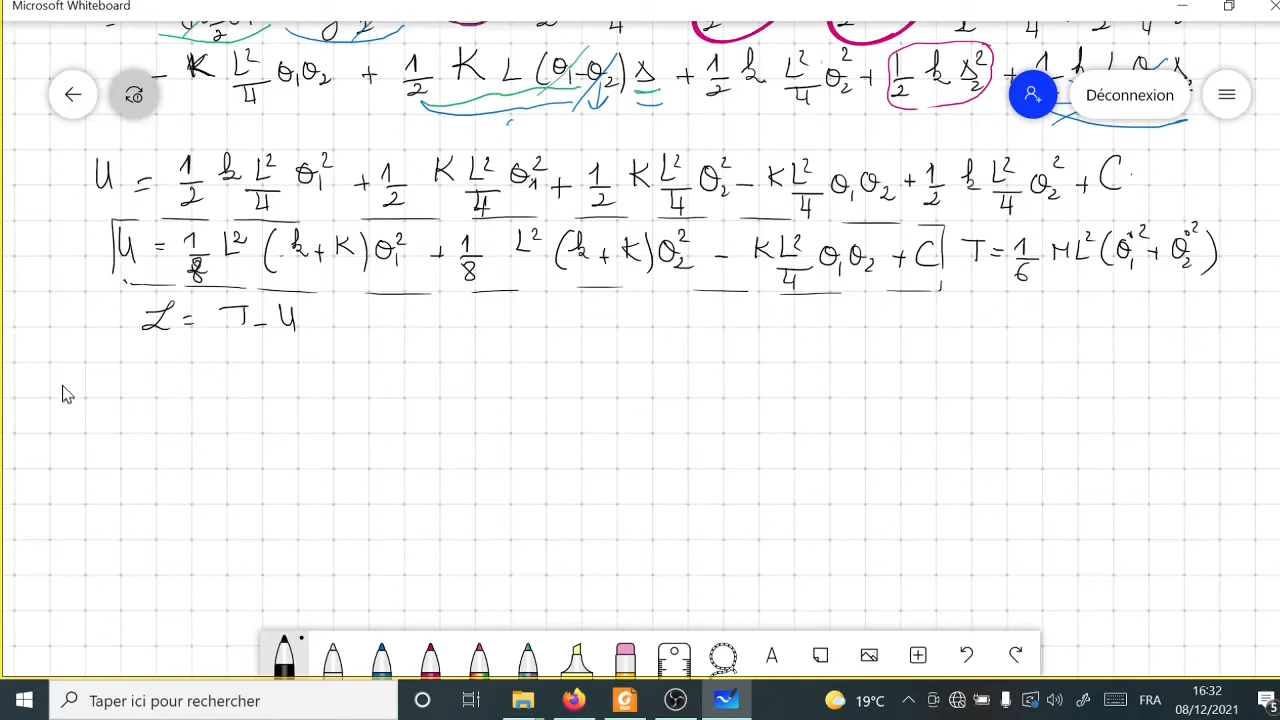 Microsoft Whiteboard
- K L²/4 θ₁θ₂ + 1/2 K L (θ₁-θ₂) Δ + 1/2 k L²/4 θ₂² + 1/2 k Δ₂² +
Déconnexion
U = 1/2 k L²/4 θ₁² + 1/2 K L²/4 θ₁² + 1/2 K L²/4 θ₂² - K L²/4 θ₁θ₂ + 1/2 k L²/4 θ₂² + C
U = 1/8 L² (k+K)θ₁² + 1/8 L² (k+K)θ₂² - K L²/4 θ₁θ₂ + C T = 1/6 ML² (θ̇₁² + θ̇₂²)
ℒ = T - U
Taper ici pour rechercher
19°C
FRA
16:32
08/12/2021